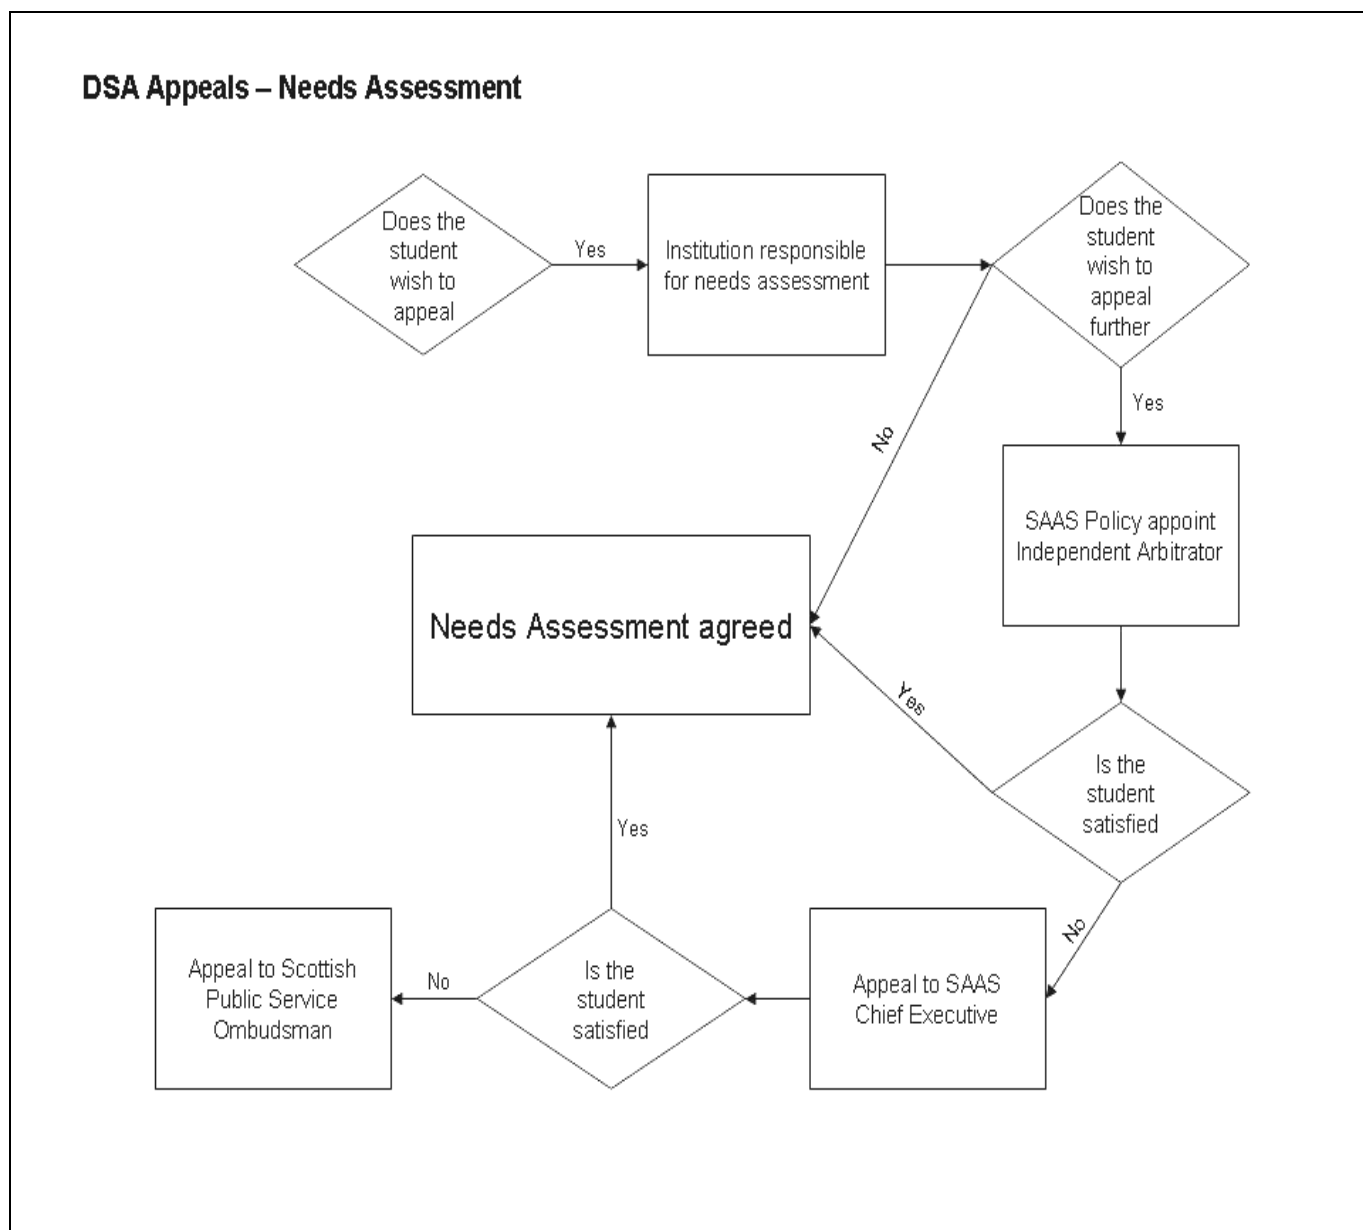 DSA Appeals – Needs Assessment
Does the
student
wish to
appeal
Yes
Institution responsible
for needs assessment
Does the
student
wish to
appeal
further
No
Yes
SAAS Policy appoint
Independent Arbitrator
Needs Assessment agreed
Yes
Is the
student
satisfied
No
Appeal to SAAS
Chief Executive
Is the
student
satisfied
Yes
No
Appeal to Scottish
Public Service
Ombudsman